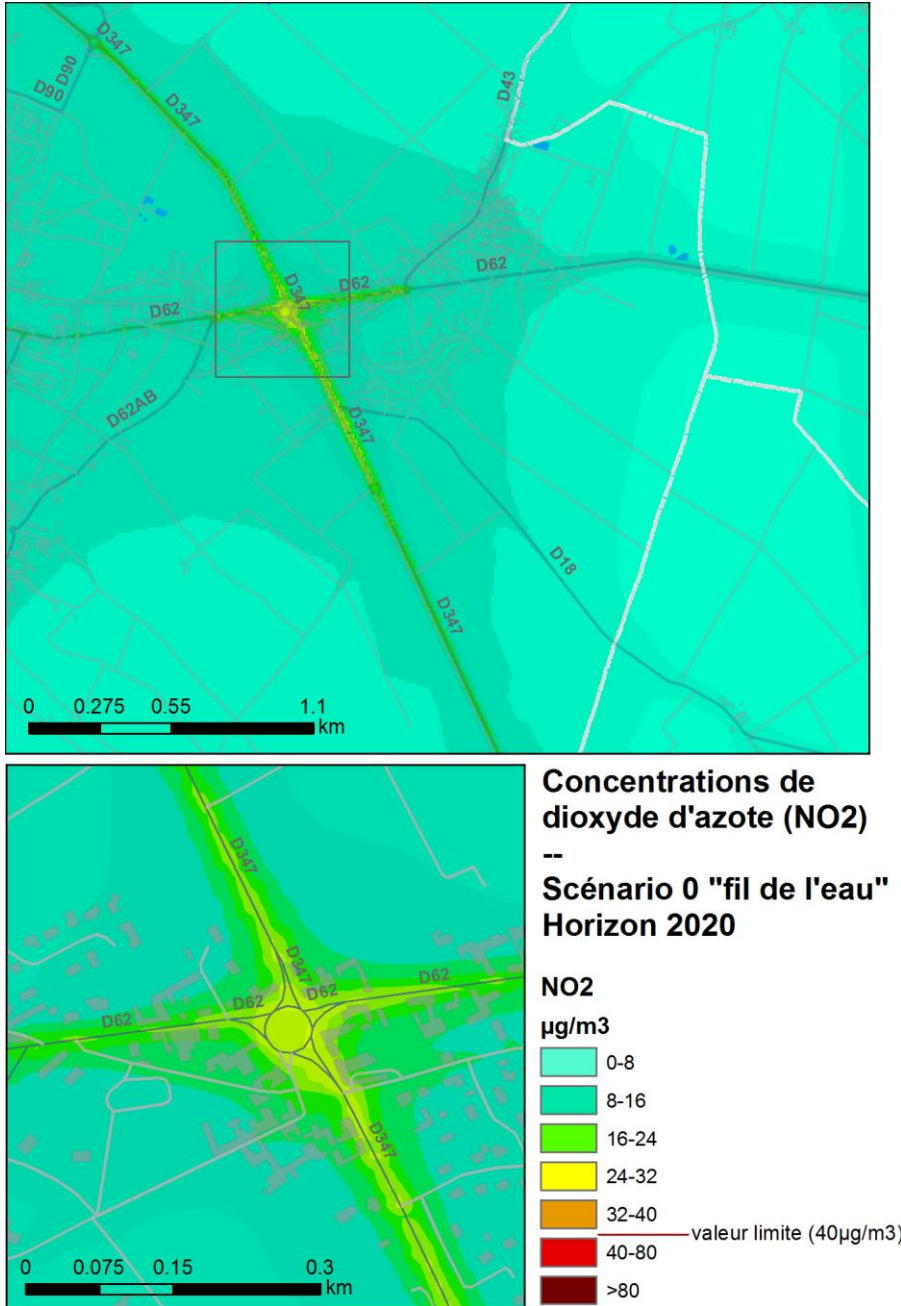 D347
D90
D90
D347
D43
D347
D62
D62
D62
D62AB
D347
D18
D347
0 0.275 0.55 1.1
km
D347
D347
D62
D62
D62
D62
D347
0 0.075 0.15 0.3
km
Concentrations de
dioxyde d'azote (NO2)
--
Scénario 0 "fil de l'eau"
Horizon 2020
NO2
µg/m3
0-8
8-16
16-24
24-32
32-40
valeur limite (40µg/m3)
40-80
>80